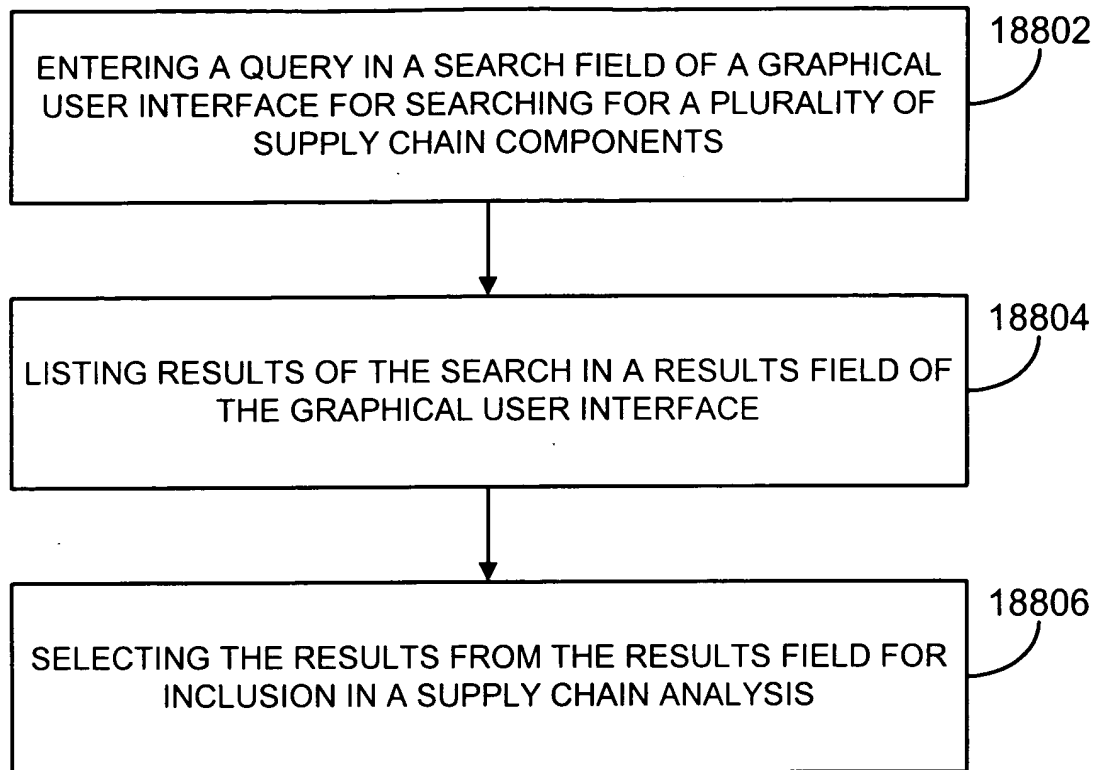 18802
ENTERING A QUERY IN A SEARCH FIELD OF A GRAPHICAL
USER INTERFACE FOR SEARCHING FOR A PLURALITY OF
SUPPLY CHAIN COMPONENTS
18804
LISTING RESULTS OF THE SEARCH IN A RESULTS FIELD OF
THE GRAPHICAL USER INTERFACE
18806
SELECTING THE RESULTS FROM THE RESULTS FIELD FOR
INCLUSION IN A SUPPLY CHAIN ANALYSIS